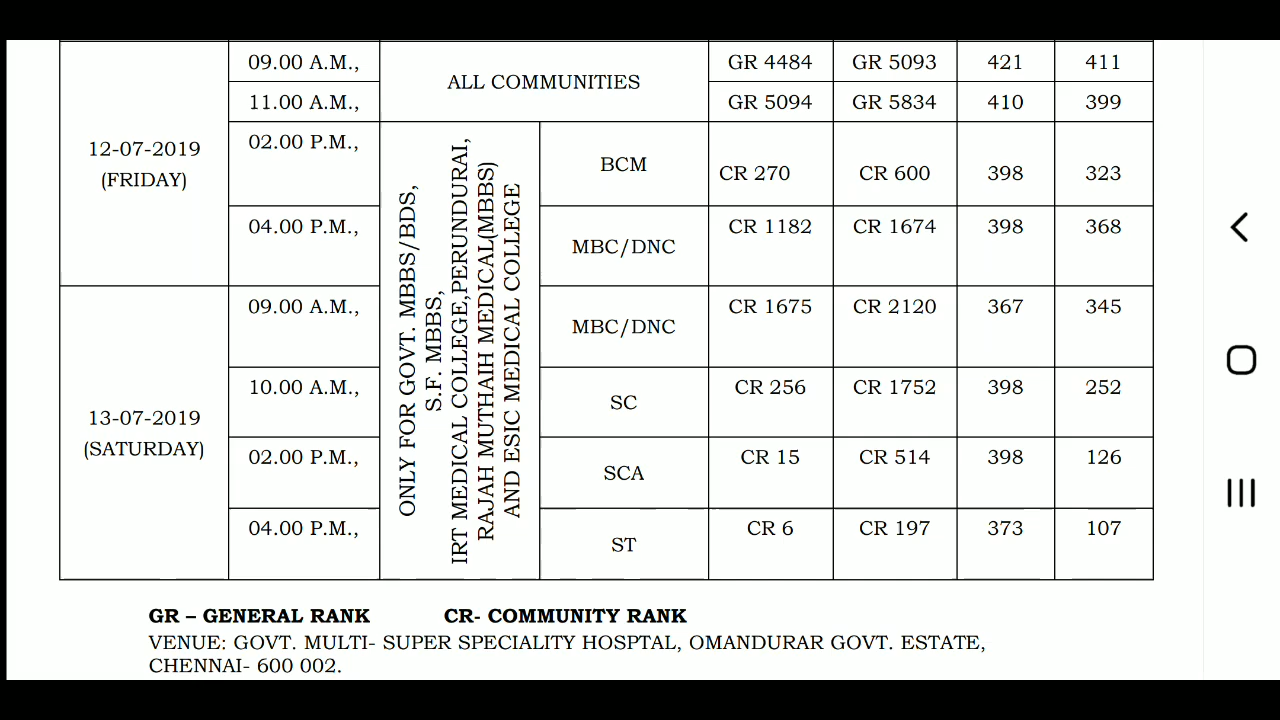 09.00 A.M., ALL COMMUNITIES GR 4484 GR 5093 421 411
11.00 A.M., GR 5094 GR 5834 410 399
12-07-2019
(FRIDAY)
02.00 P.M., BCM CR 270 CR 600 398 323
04.00 P.M., MBC/DNC CR 1182 CR 1674 398 368
ONLY FOR GOVT. MBBS/BDS,
S.F. MBBS,
IRT MEDICAL COLLEGE,PERUNDURAI,
RAJAH MUTHAIH MEDICAL(MBBS)
AND ESIC MEDICAL COLLEGE
13-07-2019
(SATURDAY)
09.00 A.M., MBC/DNC CR 1675 CR 2120 367 345
10.00 A.M., SC CR 256 CR 1752 398 252
02.00 P.M., SCA CR 15 CR 514 398 126
04.00 P.M., ST CR 6 CR 197 373 107
GR – GENERAL RANK CR- COMMUNITY RANK
VENUE: GOVT. MULTI- SUPER SPECIALITY HOSPTAL, OMANDURAR GOVT. ESTATE,
CHENNAI- 600 002.